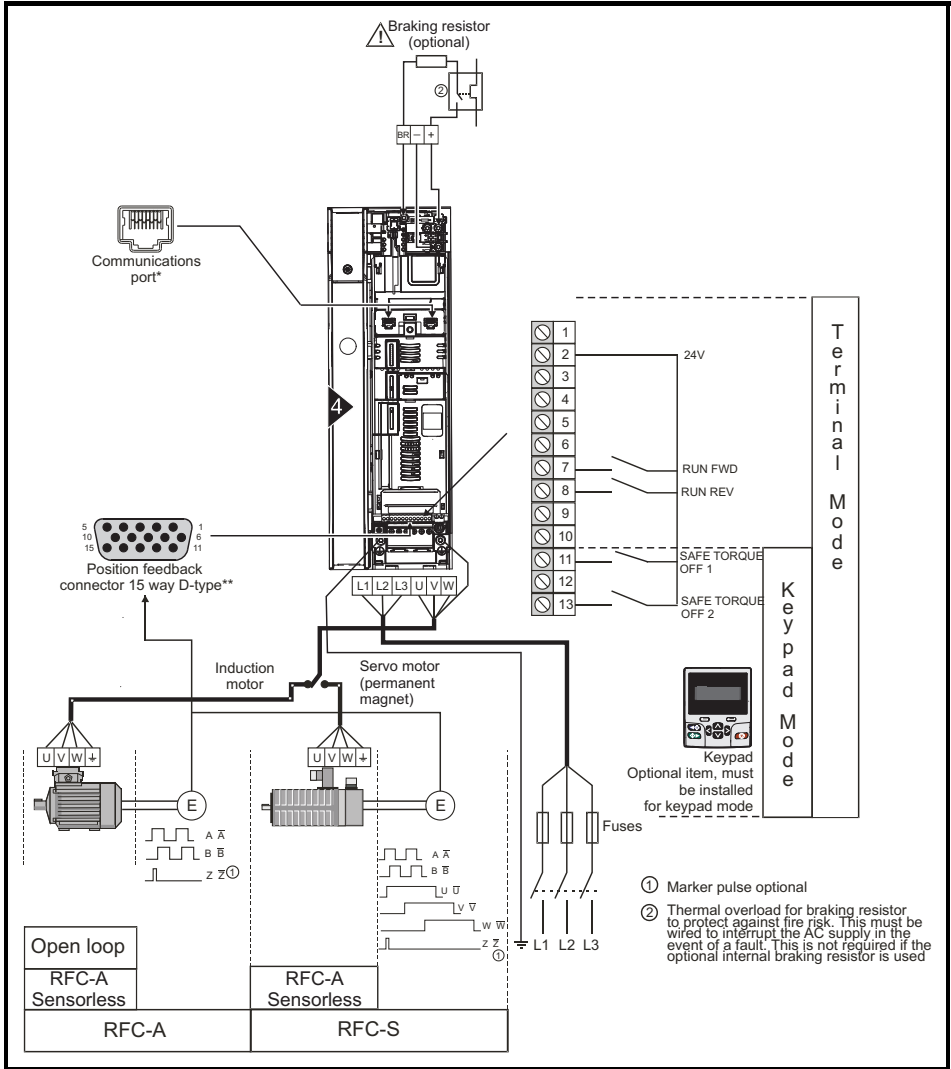 Braking resistor
(optional)
2
BR - +
Communications
port*
4
1
2
3
4
5
6
7
8
9
10
11
12
13
24V
RUN FWD
RUN REV
SAFE TORQUE
OFF 1
SAFE TORQUE
OFF 2
Terminal Mode
Keypad Mode
Keypad
Optional item, must
be installed
for keypad mode
5 1
10 6
15 11
Position feedback
connector 15 way D-type**
L1 L2 L3 U V W
Induction
motor
Servo motor
(permanent
magnet)
U V W
U V W
E
E
A A̅
B B̅
Z Z̅ 1
A A̅
B B̅
U U̅
V V̅
W W̅
Z Z̅
1
Fuses
L1 L2 L3
1 Marker pulse optional
2 Thermal overload for braking resistor
to protect against fire risk. This must be
wired to interrupt the AC supply in the
event of a fault. This is not required if the
optional internal braking resistor is used
Open loop
RFC-A
Sensorless
RFC-A
RFC-A
Sensorless
RFC-S